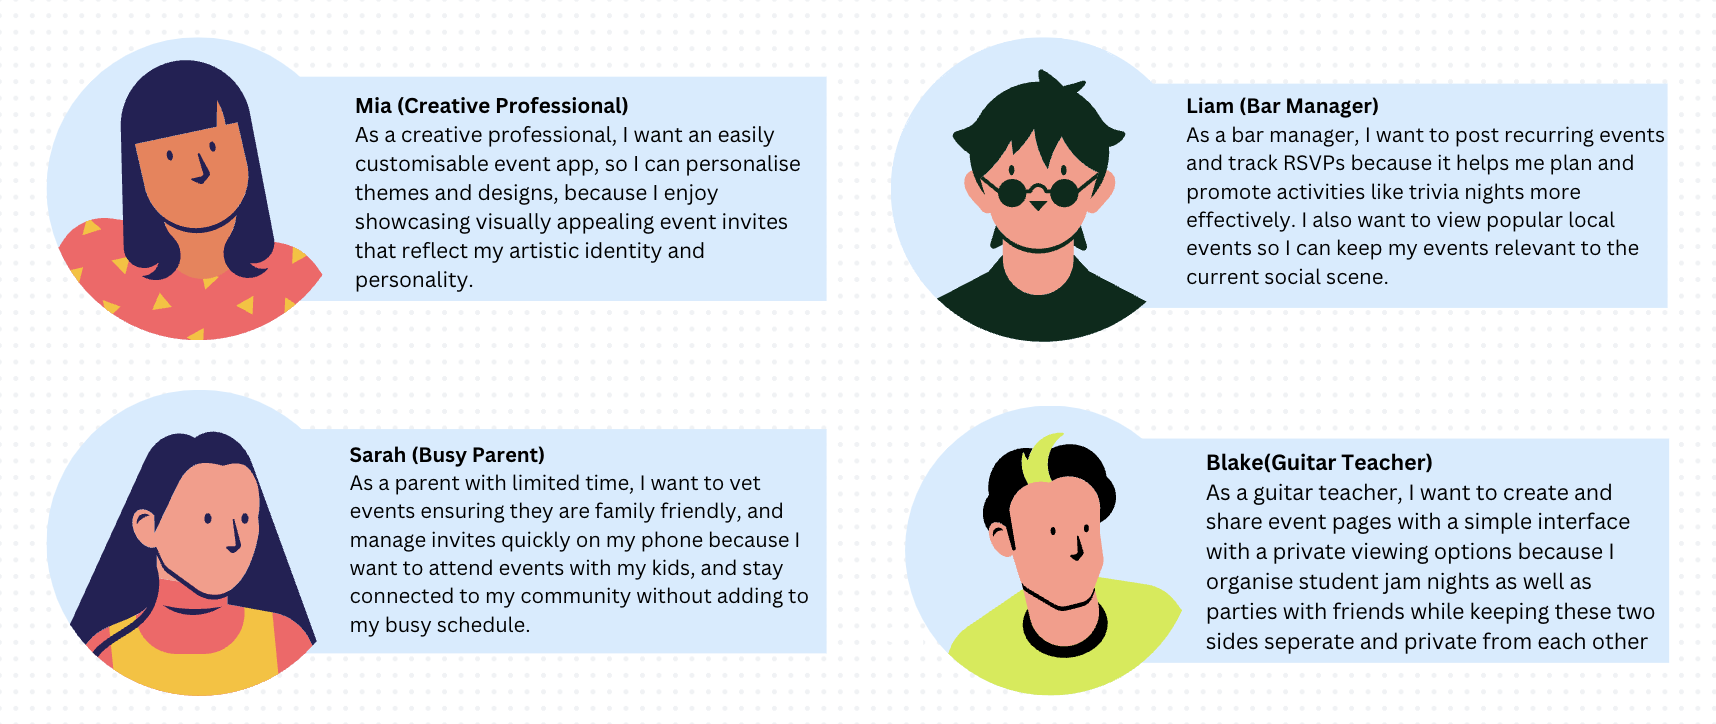 Mia (Creative Professional)
As a creative professional, I want an easily
customisable event app, so I can personalise
themes and designs, because I enjoy
showcasing visually appealing event invites
that reflect my artistic identity and
personality.
Liam (Bar Manager)
As a bar manager, I want to post recurring events
and track RSVPs because it helps me plan and
promote activities like trivia nights more
effectively. I also want to view popular local
events so I can keep my events relevant to the
current social scene.
Sarah (Busy Parent)
As a parent with limited time, I want to vet
events ensuring they are family friendly, and
manage invites quickly on my phone because I
want to attend events with my kids, and stay
connected to my community without adding to
my busy schedule.
Blake(Guitar Teacher)
As a guitar teacher, I want to create and
share event pages with a simple interface
with a private viewing options because I
organise student jam nights as well as
parties with friends while keeping these two
sides seperate and private from each other